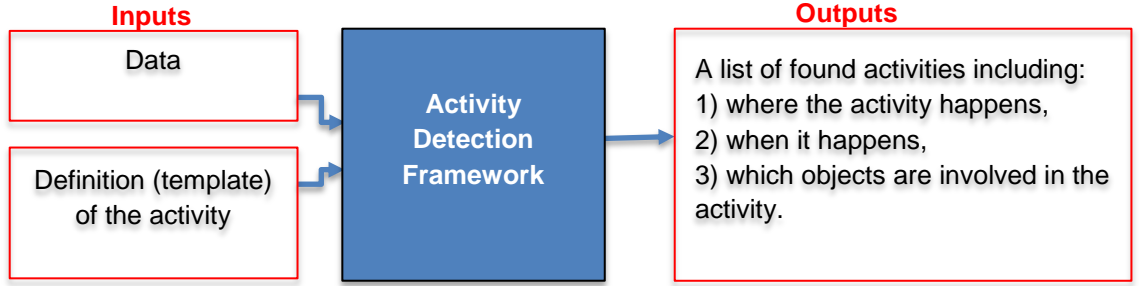 Inputs
Data
Definition (template)
of the activity
Activity
Detection
Framework
Outputs
A list of found activities including:
1) where the activity happens,
2) when it happens,
3) which objects are involved in the
activity.